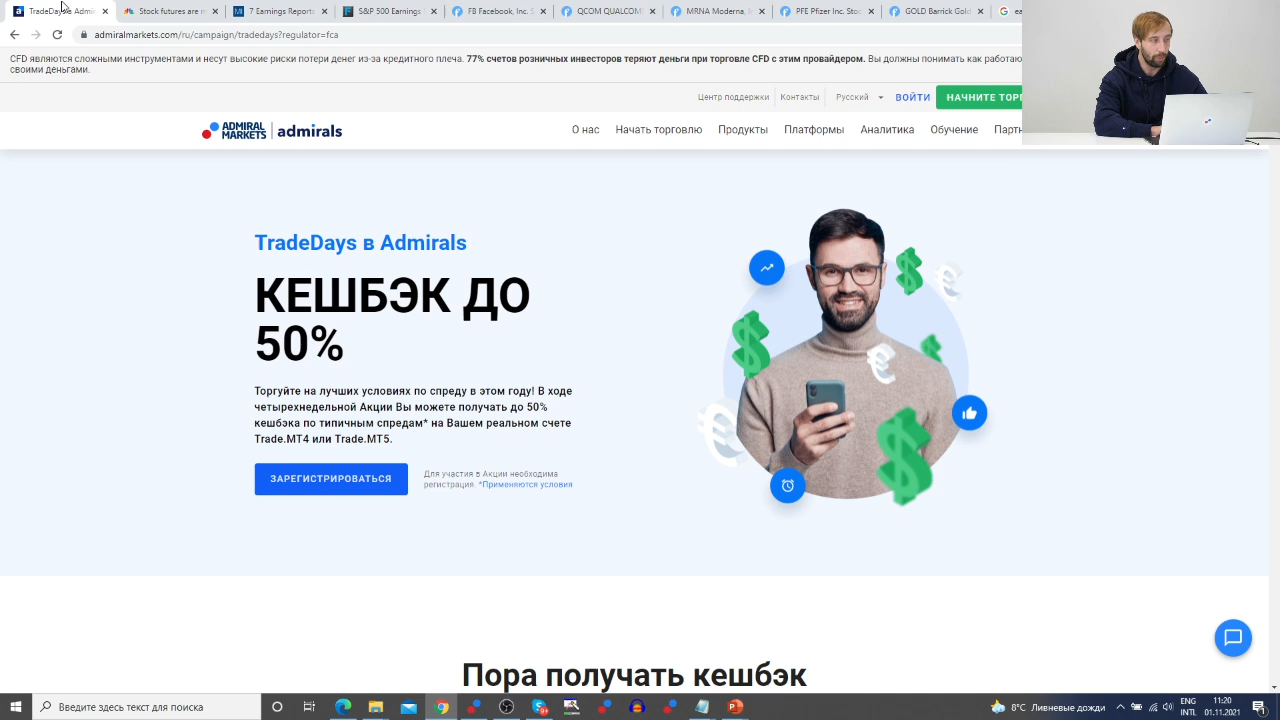 TradeDays в Admir
Stock futures are m
Earnings Reports
S&P 500 Earnings S
FB Facebook, Inc. S
QCOM QUALCOM
MRNA Moderna, I
PFE Pfizer Inc. Stoc
GOLD Barrick Gold
admiralmarkets.com/ru/campaign/tradedays?regulator=fca
CFD являются сложными инструментами и несут высокие риски потери денег из-за кредитного плеча. 77% счетов розничных инвесторов теряют деньги при торговле CFD с этим провайдером. Вы должны понимать как работаю
своими деньгами.
Центр поддержки Контакты Русский ВОЙТИ НАЧНИТЕ ТОРГ
ADMIRAL MARKETS admirals
О нас Начать торговлю Продукты Платформы Аналитика Обучение Партн
TradeDays в Admirals
КЕШБЭК ДО
50%
Торгуйте на лучших условиях по спреду в этом году! В ходе
четырехнедельной Акции Вы можете получать до 50%
кешбэка по типичным спредам* на Вашем реальном счете
Trade.MT4 или Trade.MT5.
ЗАРЕГИСТРИРОВАТЬСЯ
Для участия в Акции необходима
регистрация. *Применяются условия
Пора получать кешбэк
Введите здесь текст для поиска
8°C Ливневые дожди
ENG
INTL
11:20
01.11.2021